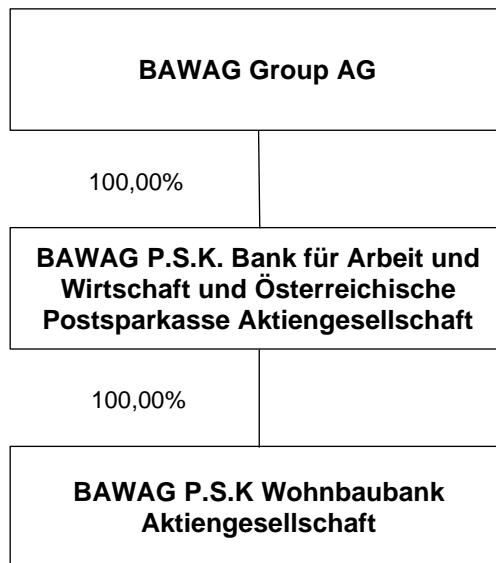 BAWAG Group AG
100,00%
BAWAG P.S.K. Bank für Arbeit und
Wirtschaft und Österreichische
Postsparkasse Aktiengesellschaft
100,00%
BAWAG P.S.K Wohnbaubank
Aktiengesellschaft